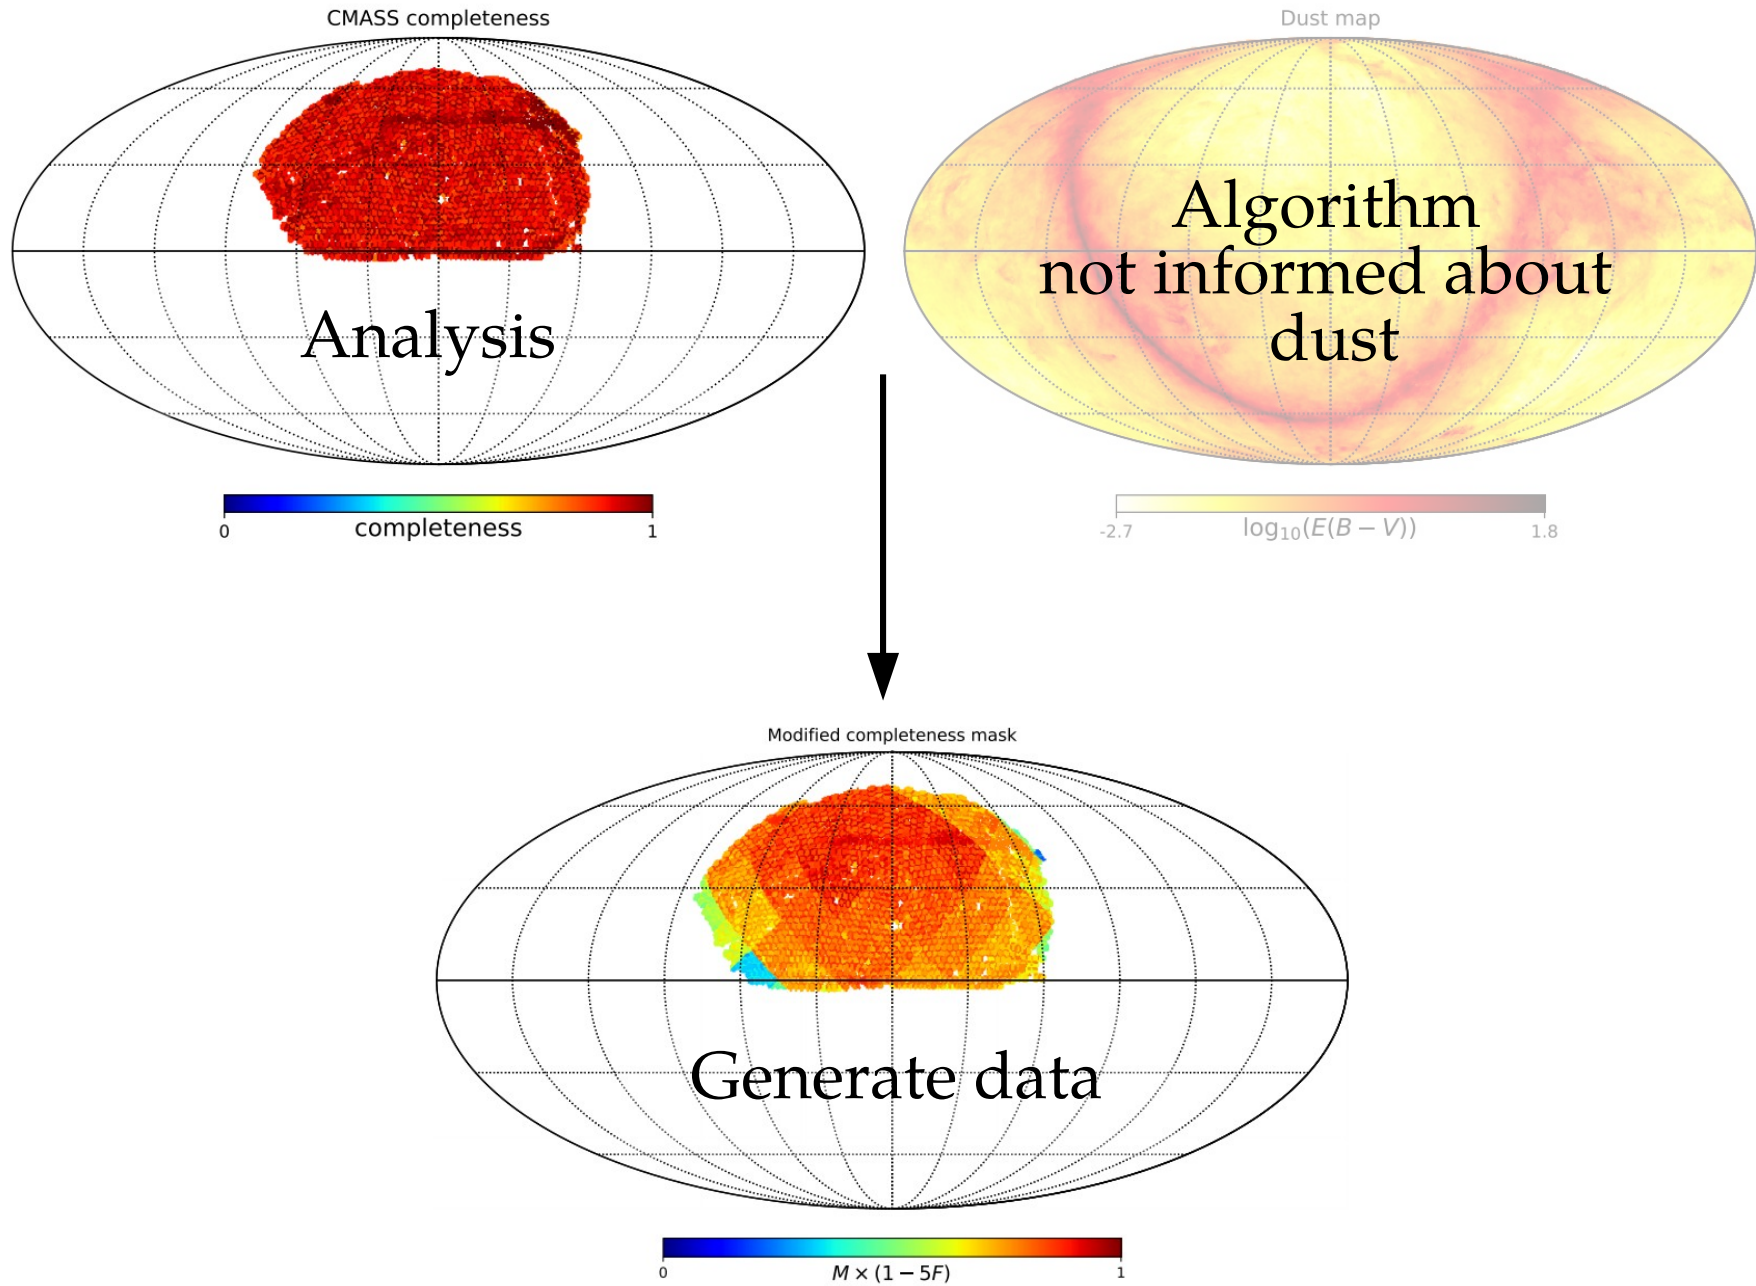 CMASS completeness
Analysis
0
completeness
1
Dust map
Algorithm
not informed about
dust
-2.7
log₁₀(E(B − V))
1.8
Modified completeness mask
Generate data
0
M × (1 − 5F)
1